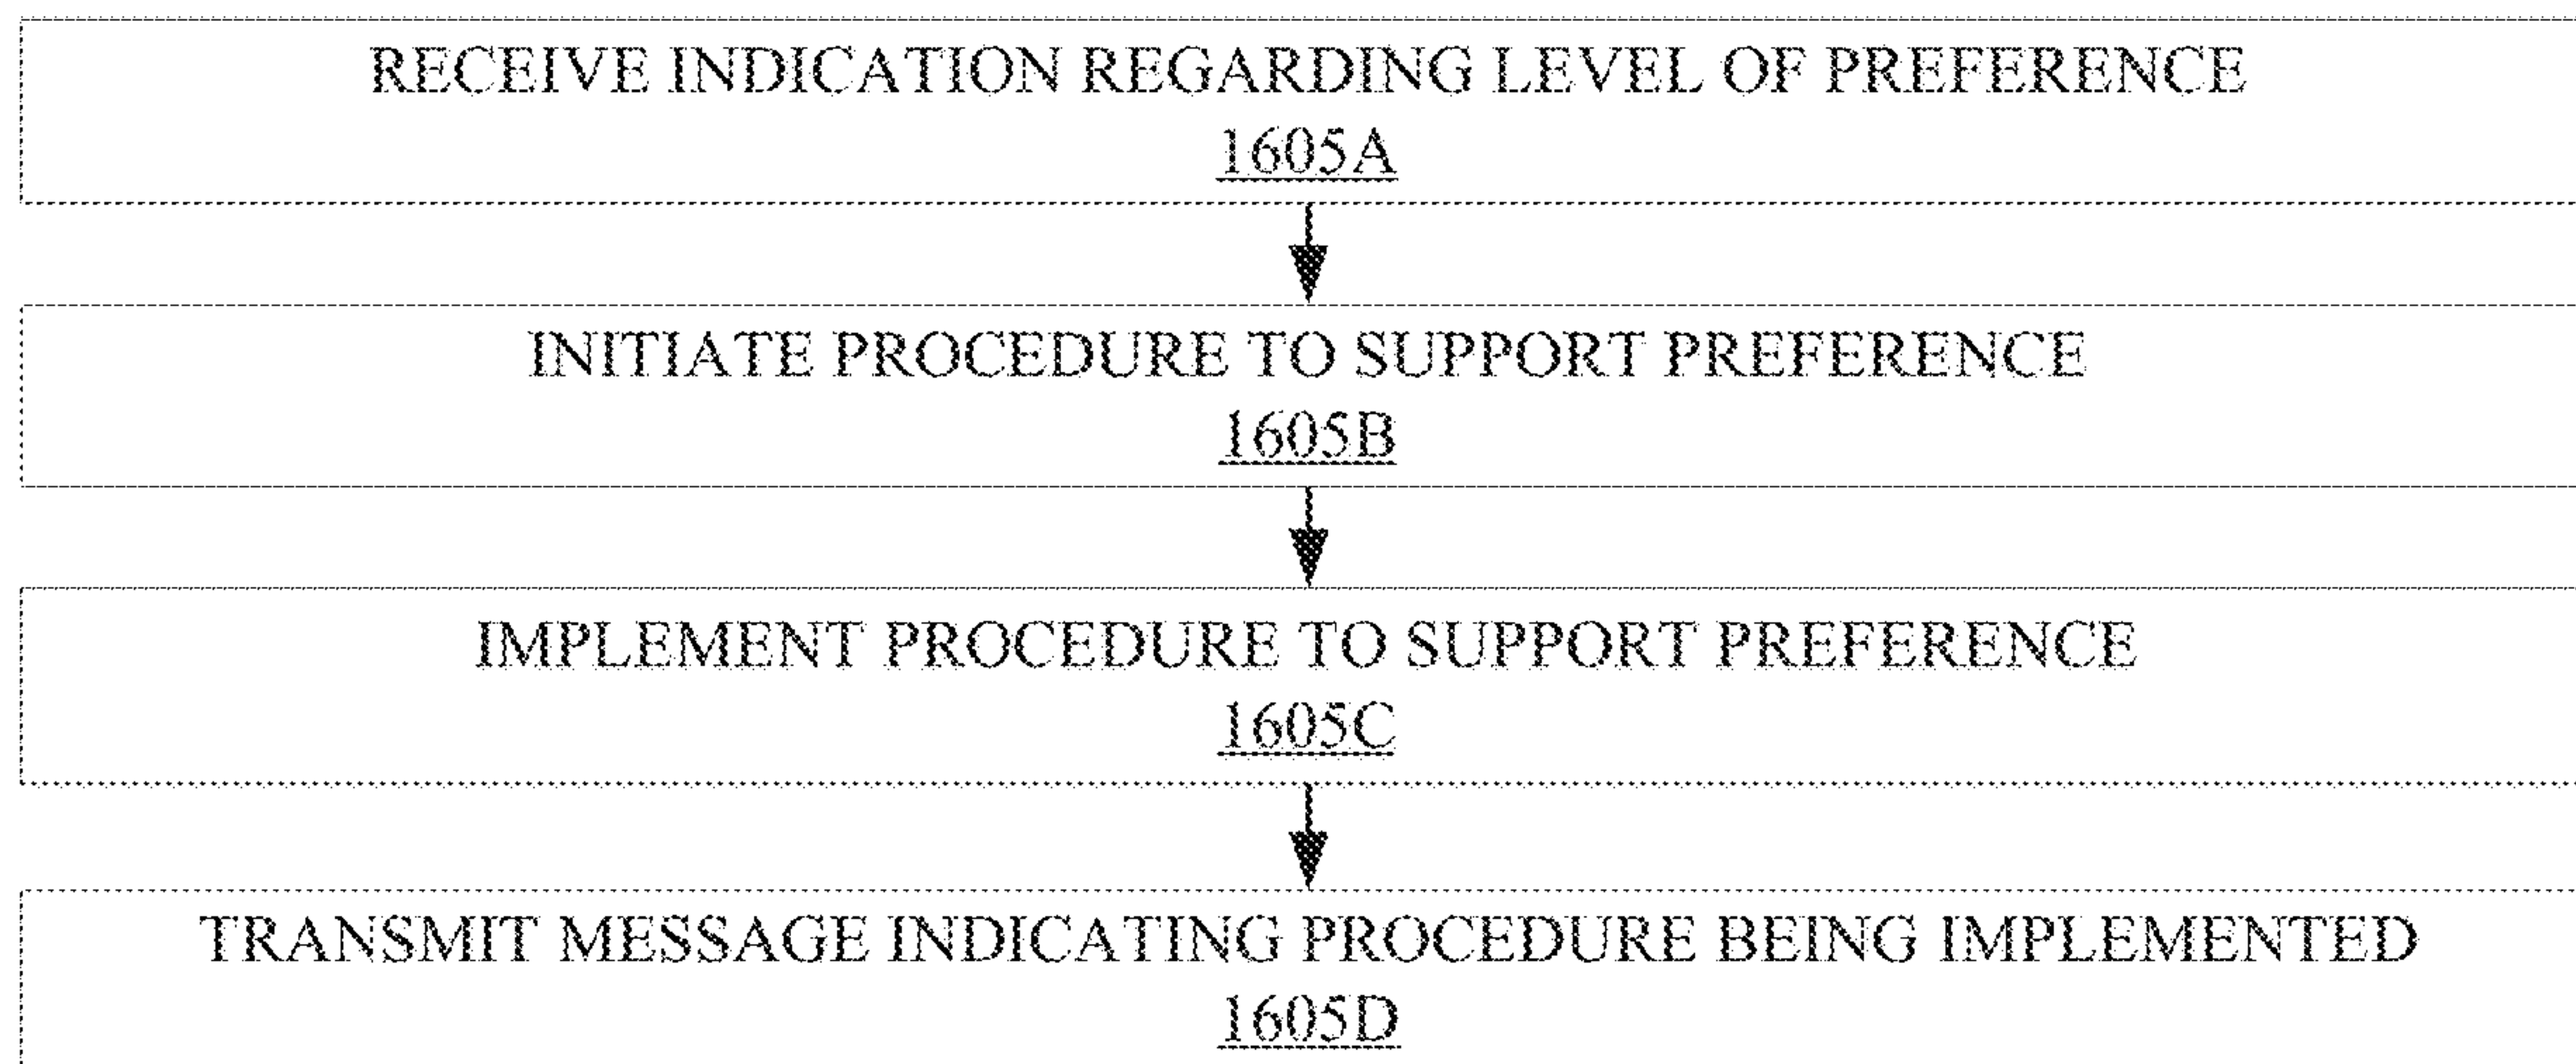 RECEIVE INDICATION REGARDING LEVEL OF PREFERENCE
1605A
INITIATE PROCEDURE TO SUPPORT PREFERENCE
1605B
IMPLEMENT PROCEDURE TO SUPPORT PREFERENCE
1605C
TRANSMIT MESSAGE INDICATING PROCEDURE BEING IMPLEMENTED
1605D